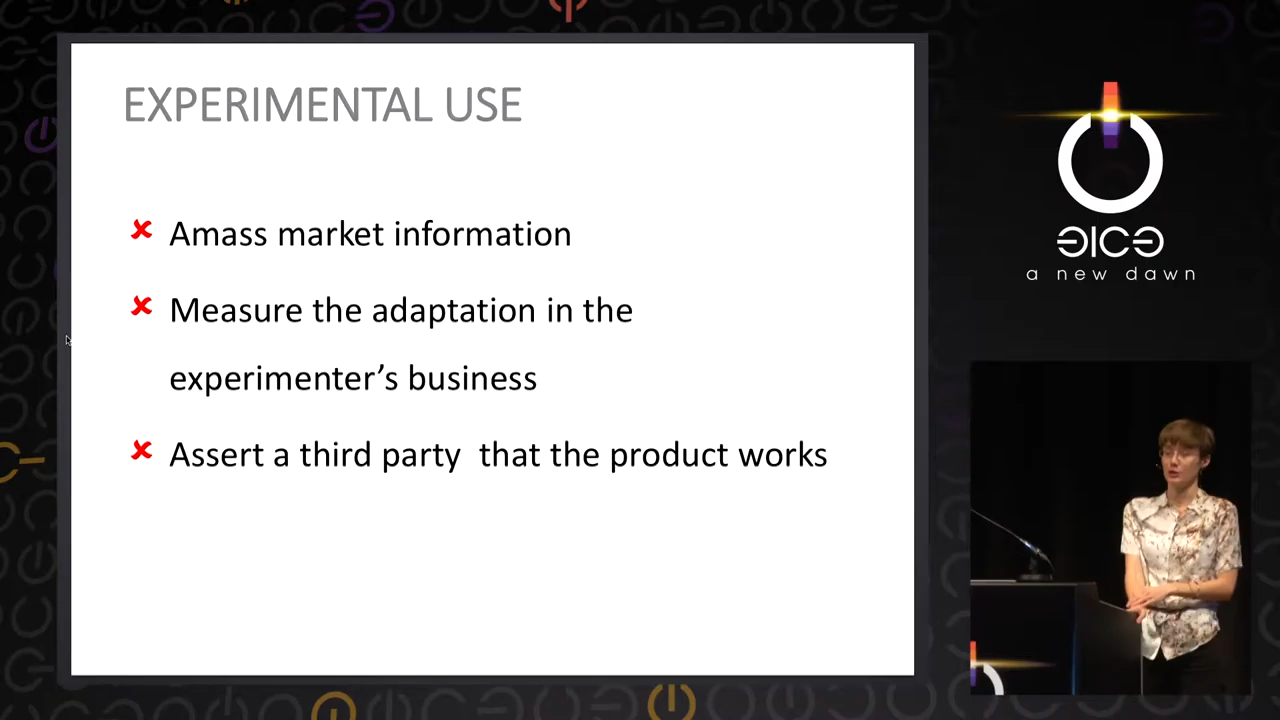 EXPERIMENTAL USE
✘ Amass market information
✘ Measure the adaptation in the
experimenter’s business
✘ Assert a third party  that the product works
ӘICӘ
a new dawn